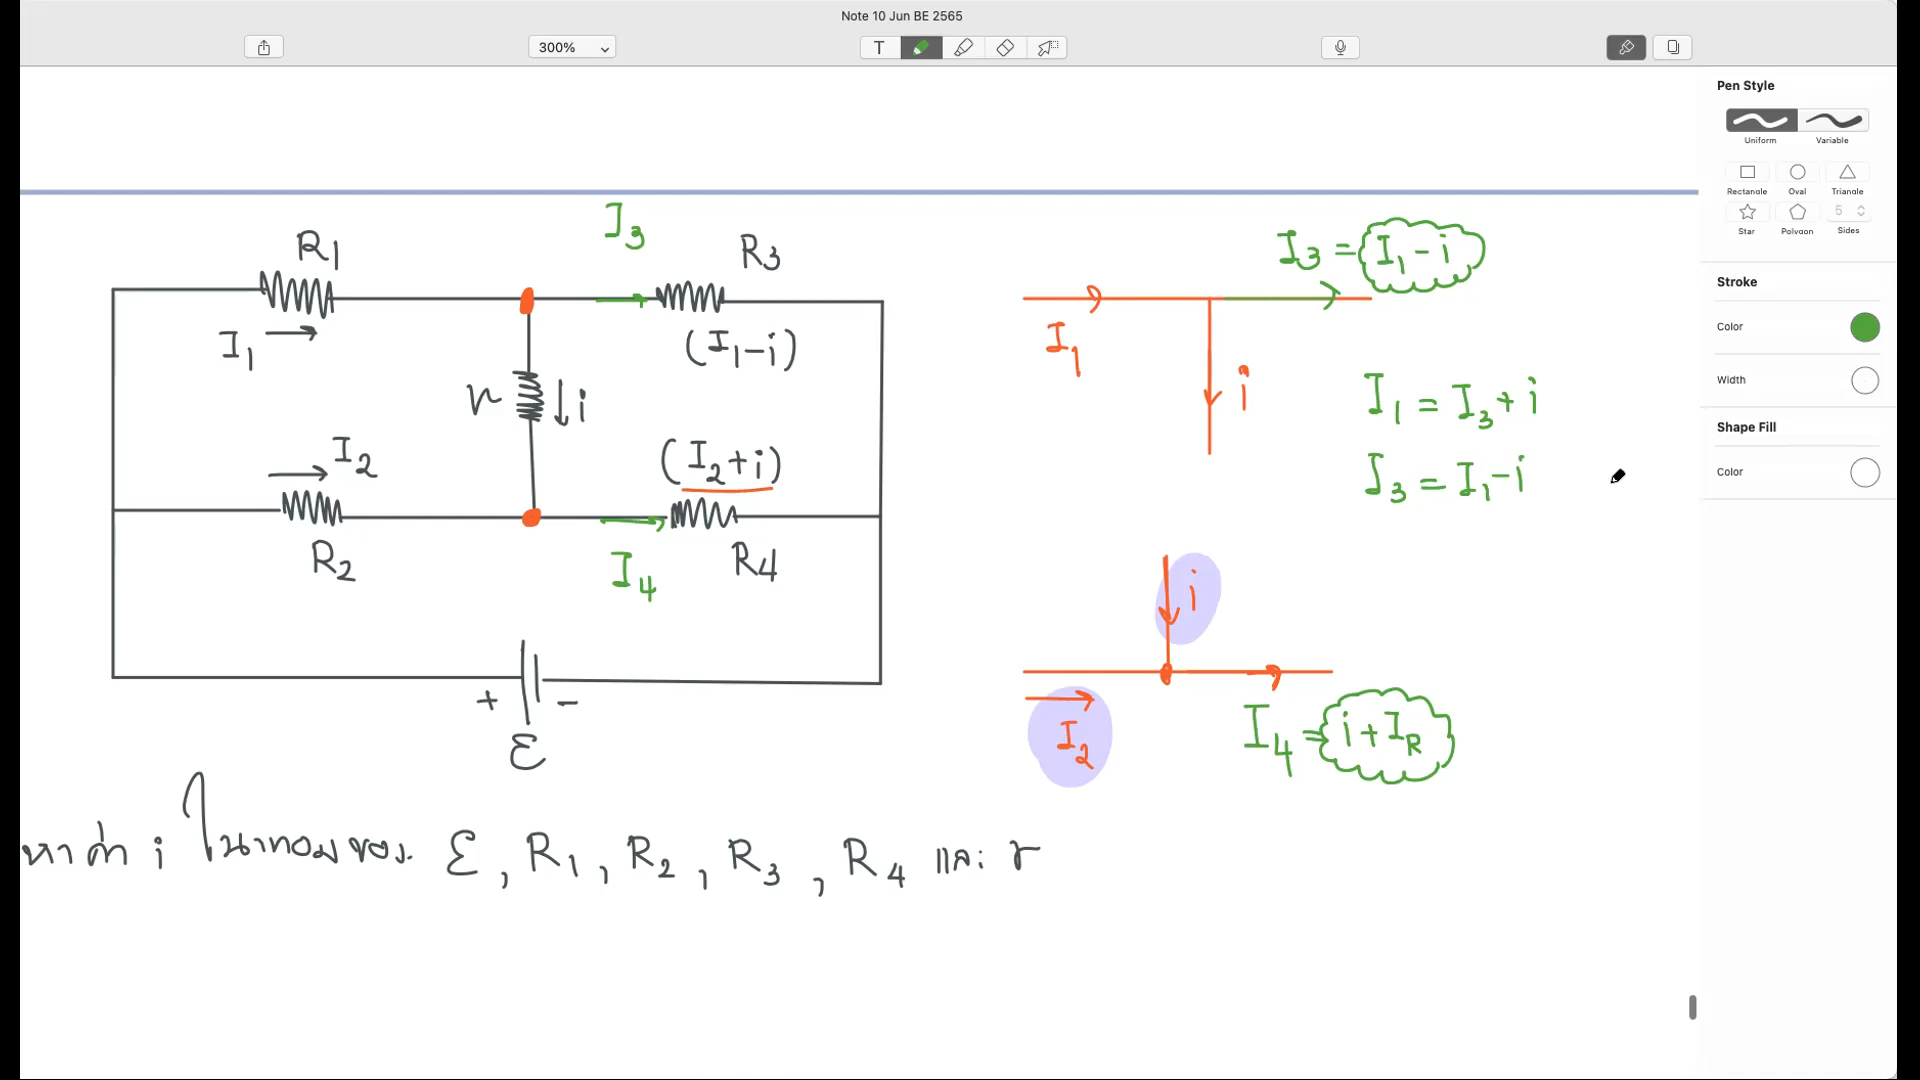 Note 10 Jun BE 2565
300%
T
Pen Style
Uniform
Variable
Rectangle
Oval
Triangle
5
Star
Polygon
Sides
Stroke
Color
Width
Shape Fill
Color
R1
I3
R3
I1
(I1-i)
r
i
I2
(I2+i)
R2
I4
R4
+
-
ε
I3 = I1 - i
I1
i
I1 = I3 + i
I3 = I1 - i
i
I2
I4 = i + IR
หาค่า i ในเทอมของ ε, R1, R2, R3, R4 และ r